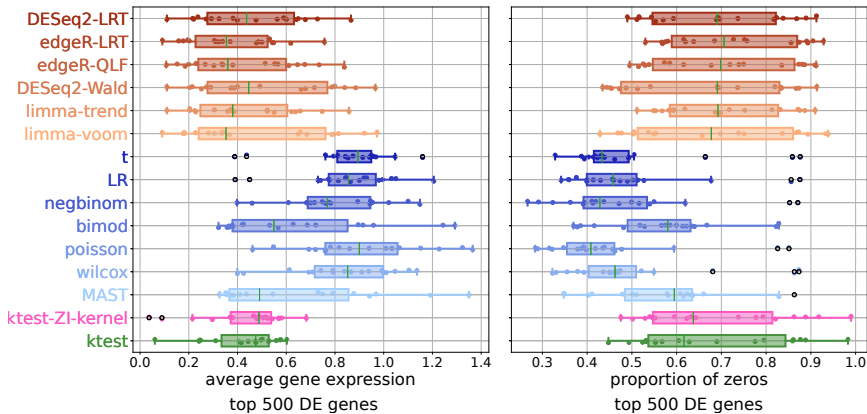 DESeq2-LRT
edgeR-LRT
edgeR-QLF
DESeq2-Wald
limma-trend
limma-voom
t
LR
negbinom
bimod
poisson
wilcox
MAST
ktest-ZI-kernel
ktest
0.0 0.2 0.4 0.6 0.8 1.0 1.2 1.4
average gene expression
top 500 DE genes
0.3 0.4 0.5 0.6 0.7 0.8 0.9 1.0
proportion of zeros
top 500 DE genes